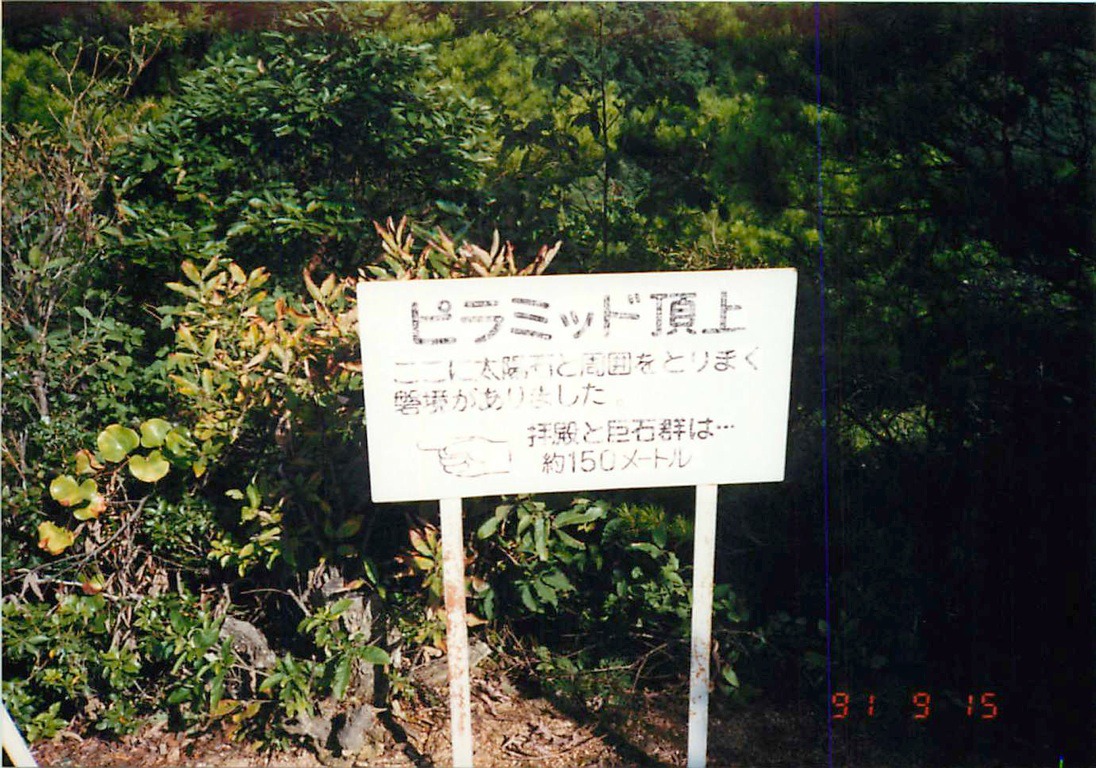 ピラミッド頂上
ここに太陽石と周囲をとりまく
磐境がありました。
拝殿と巨石群は…
約150メートル
91 9 15